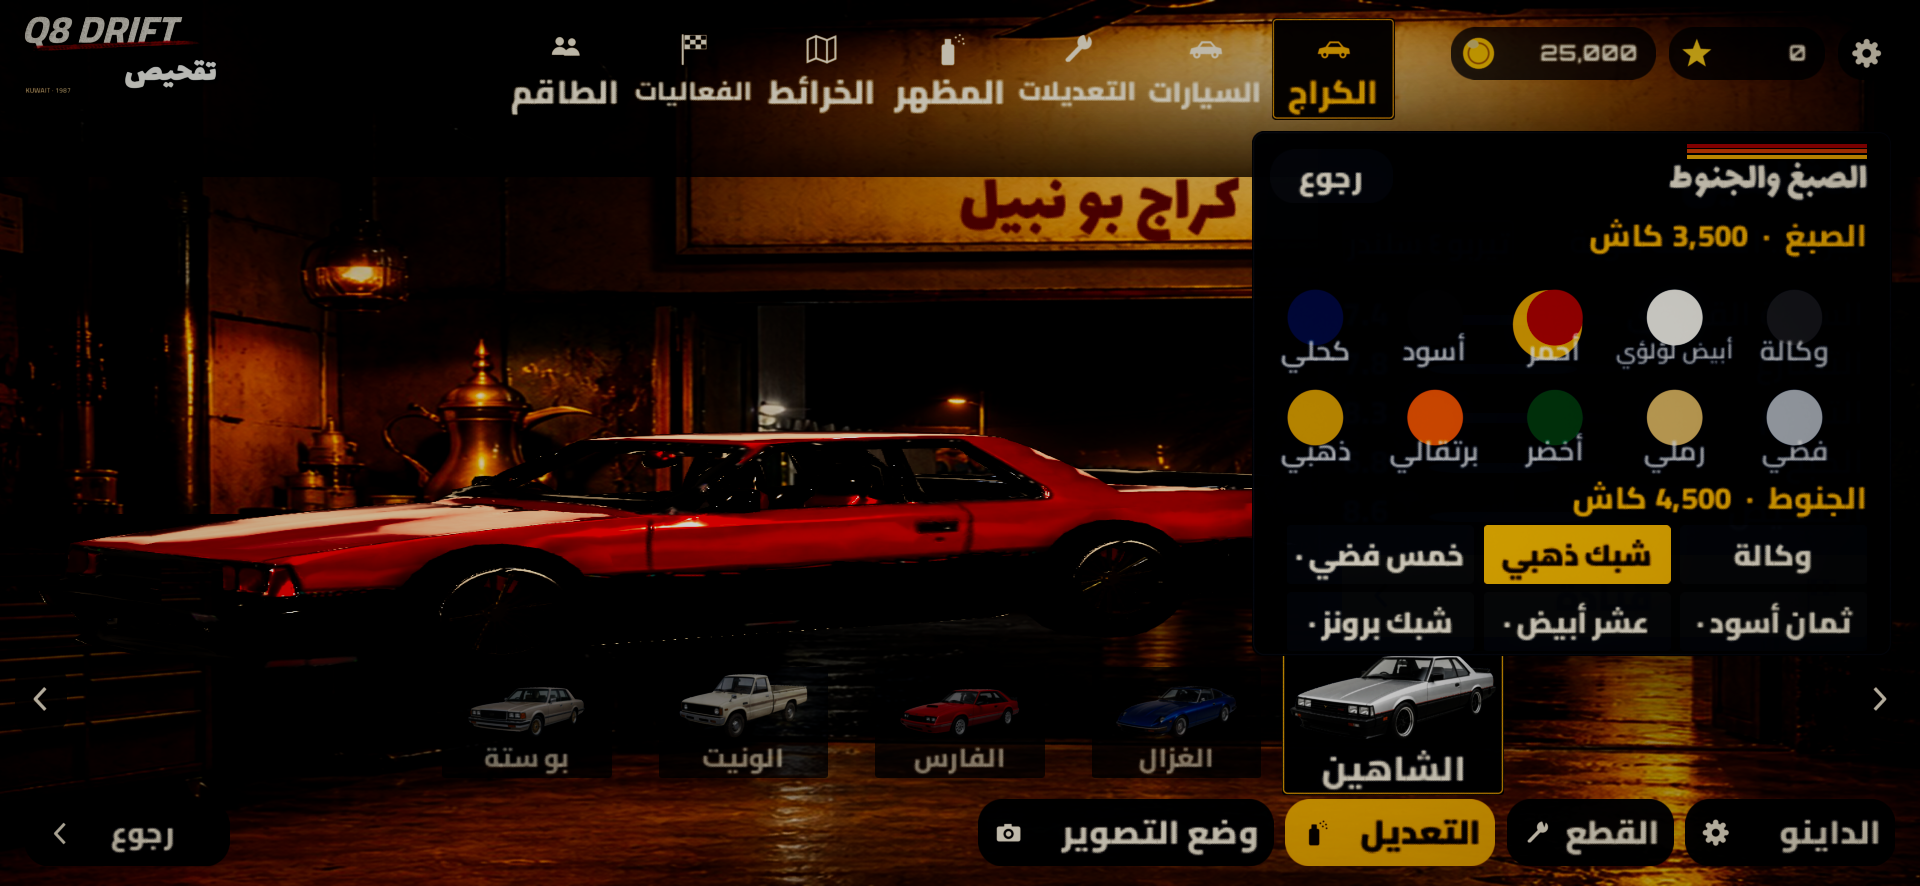 Q8 DRIFT
تقحيص
KUWAIT · 1987
الكراج
السيارات
التعديلات
المظهر
الخرائط
الفعاليات
الطاقم
25,000
0
كراج بو نبيل
الصبغ والجنوط
رجوع
الصبغ · 3,500 كاش
وكالة
أبيض لؤلؤي
أحمر
أسود
كحلي
فضي
رملي
أخضر
برتقالي
ذهبي
الجنوط · 4,500 كاش
وكالة
شبك ذهبي
خمس فضي ·
ثمان أسود ·
عشر أبيض ·
شبك برونز ·
الشاهين
الغزال
الفارس
الونيت
بو ستة
الداينو
القطع
التعديل
وضع التصوير
رجوع